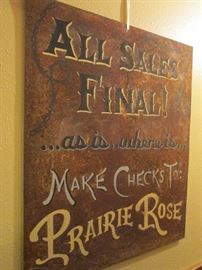 ALL SALES
FINAL!
...as is..where is...
MAKE CHECKS TO:
PRAIRIE ROSE